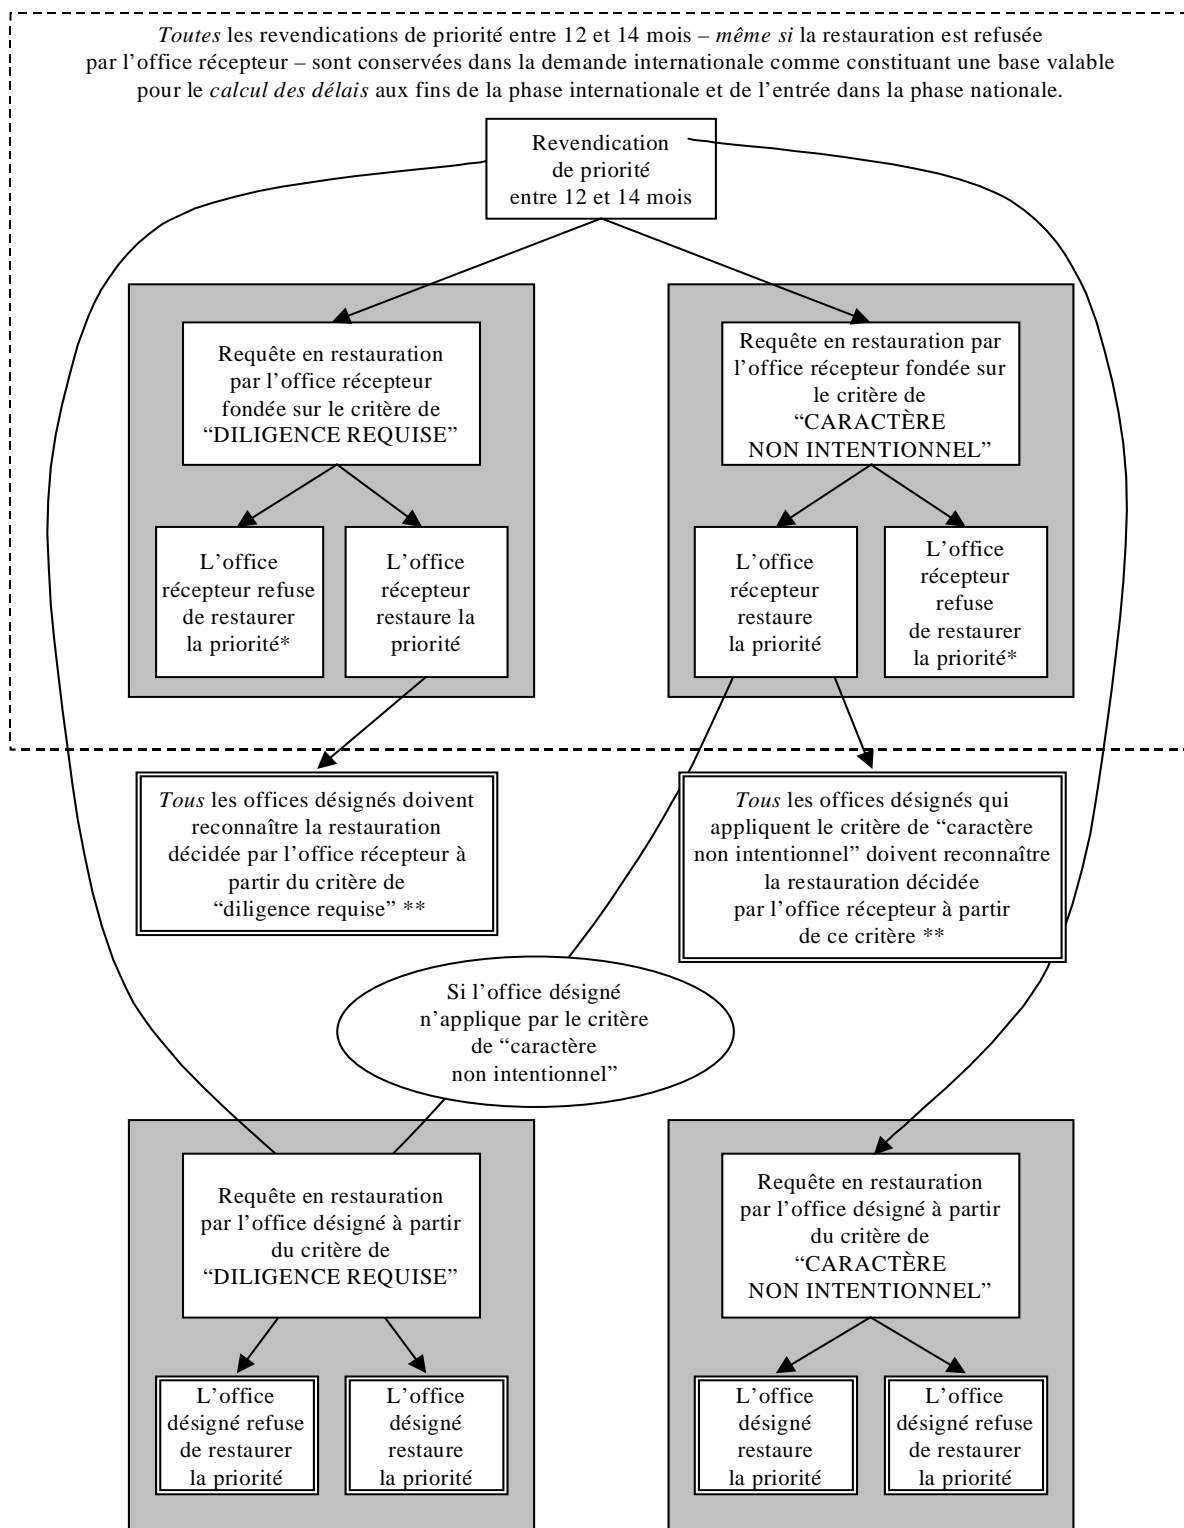 Toutes les revendications de priorité entre 12 et 14 mois – même si la restauration est refusée
par l’office récepteur – sont conservées dans la demande internationale comme constituant une base valable
pour le calcul des délais aux fins de la phase internationale et de l’entrée dans la phase nationale.
Revendication
de priorité
entre 12 et 14 mois
Requête en restauration
par l’office récepteur
fondée sur le critère de
“DILIGENCE REQUISE”
Requête en restauration par
l’office récepteur fondée sur
le critère de
“CARACTÈRE
NON INTENTIONNEL”
L’office
récepteur refuse
de restaurer
la priorité*
L’office
récepteur
restaure la
priorité
L’office
récepteur
restaure
la priorité
L’office
récepteur
refuse
de restaurer
la priorité*
Tous les offices désignés doivent
reconnaître la restauration
décidée par l’office récepteur à
partir du critère de
“diligence requise” **
Tous les offices désignés qui
appliquent le critère de “caractère
non intentionnel” doivent reconnaître
la restauration décidée
par l’office récepteur à partir
de ce critère **
Si l’office désigné
n’applique par le critère
de “caractère
non intentionnel”
Requête en restauration
par l’office désigné à partir
du critère de
“DILIGENCE REQUISE”
Requête en restauration
par l’office désigné à partir
du critère de
“CARACTÈRE
NON INTENTIONNEL”
L’office
désigné refuse
de restaurer
la priorité
L’office
désigné
restaure
la priorité
L’office
désigné
restaure
la priorité
L’office
désigné refuse
de restaurer
la priorité